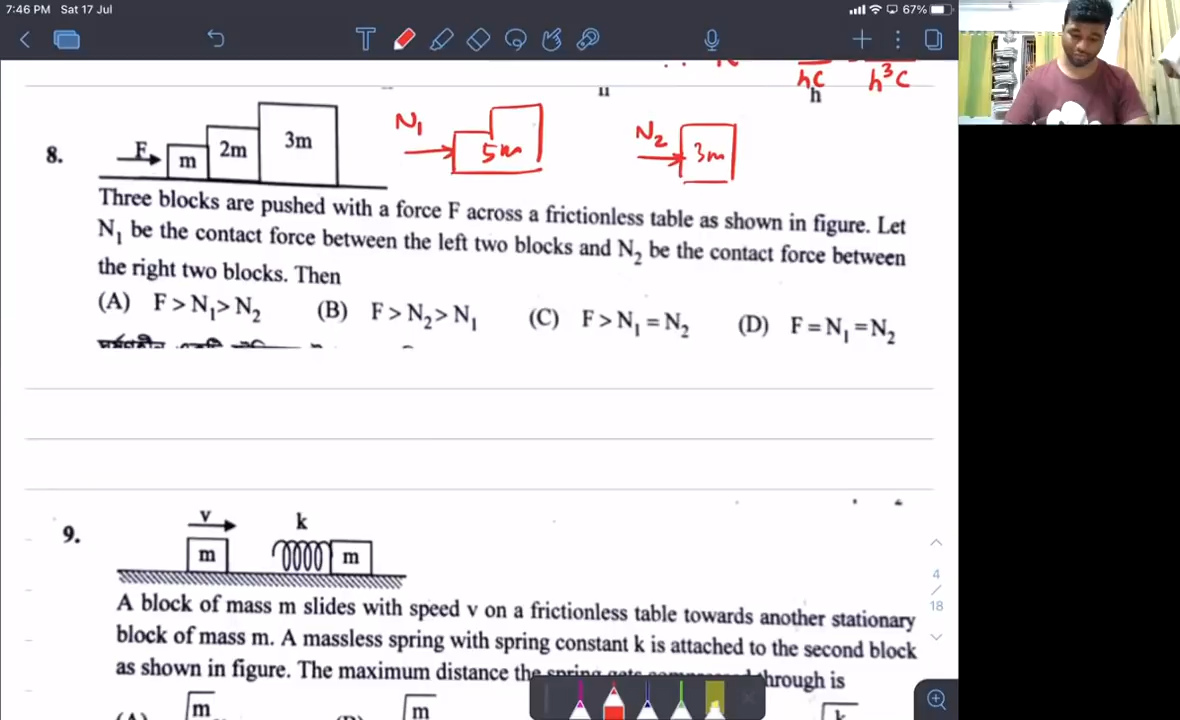 7:46 PM Sat 17 Jul
67%
T
hC h³C
h
8.
F
m
2m
3m
N₁
5m
N₂
3m
Three blocks are pushed with a force F across a frictionless table as shown in figure. Let
N₁ be the contact force between the left two blocks and N₂ be the contact force between
the right two blocks. Then
(A) F > N₁ > N₂ (B) F > N₂ > N₁ (C) F > N₁ = N₂ (D) F = N₁ = N₂
9.
v
k
m
m
A block of mass m slides with speed v on a frictionless table towards another stationary
block of mass m. A massless spring with spring constant k is attached to the second block
as shown in figure. The maximum distance the spring gets through is
m
m
k
4
/
18